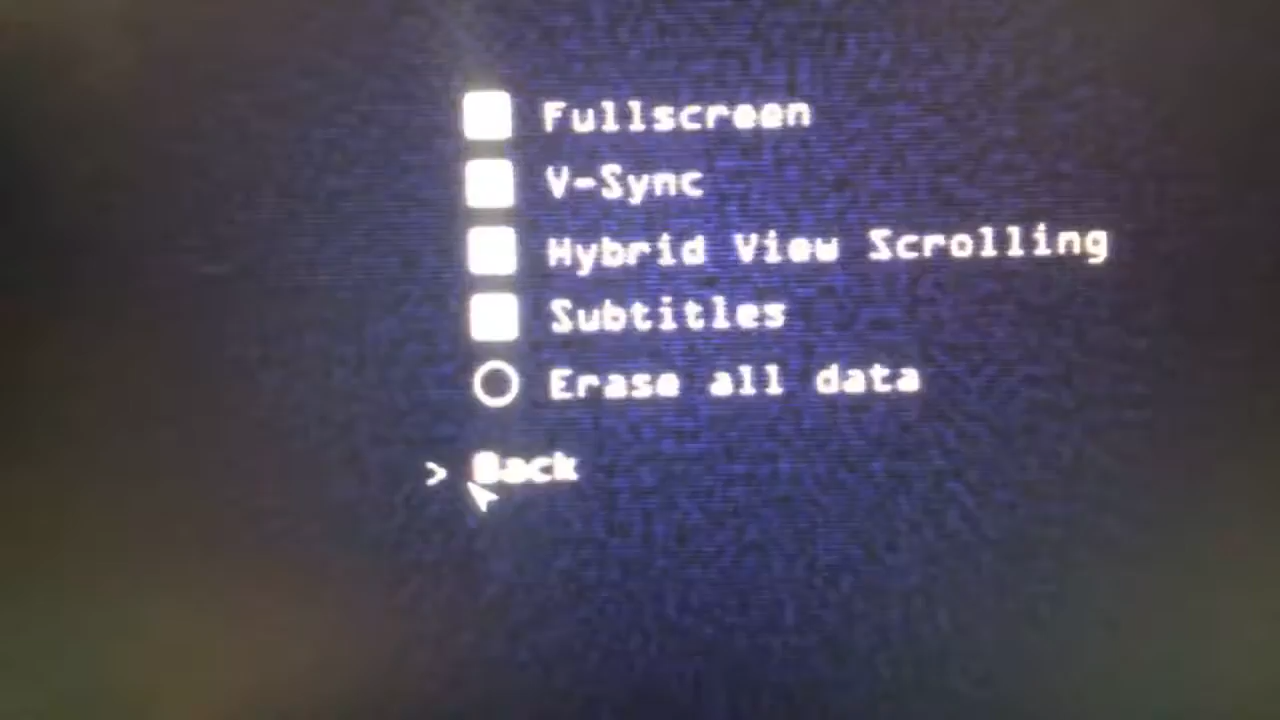 Fullscreen
V-Sync
Hybrid View Scrolling
Subtitles
Erase all data
> Back